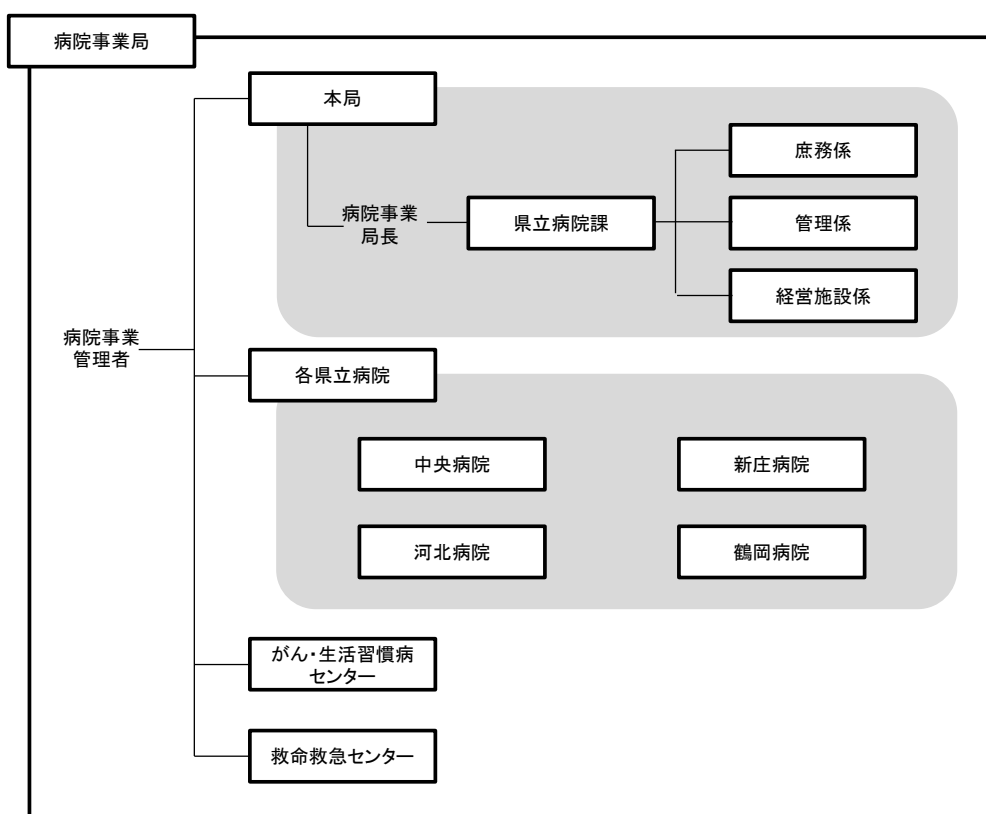 病院事業局
本局
庶務係
病院事業
局長
県立病院課
管理係
経営施設係
病院事業
管理者
各県立病院
中央病院
新庄病院
河北病院
鶴岡病院
がん・生活習慣病
センター
救命救急センター